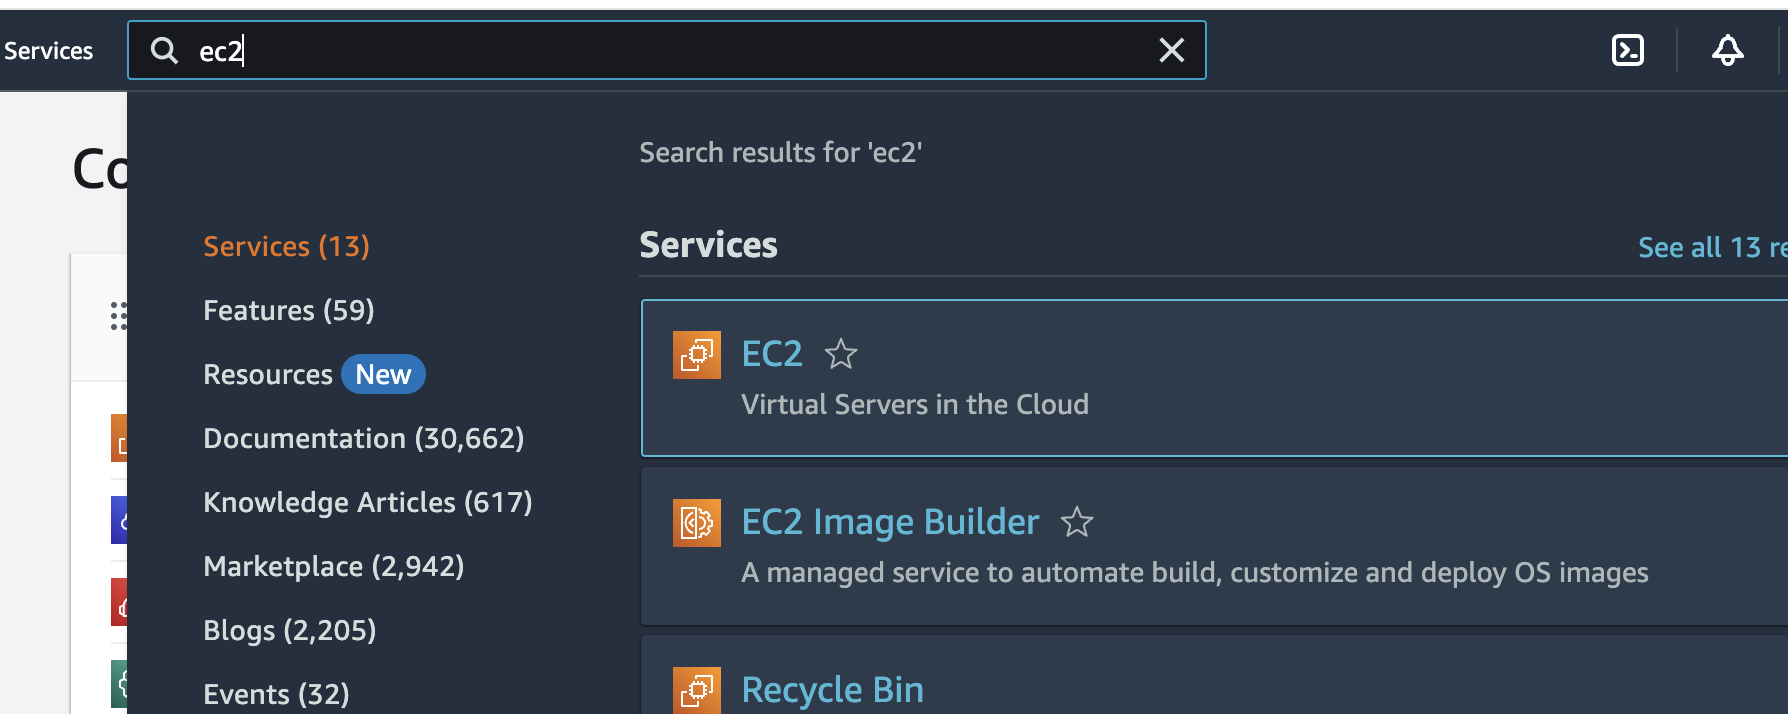 Services
ec2
Search results for 'ec2'
Services (13)
Features (59)
Resources New
Documentation (30,662)
Knowledge Articles (617)
Marketplace (2,942)
Blogs (2,205)
Events (32)
Services
See all 13
EC2
Virtual Servers in the Cloud
EC2 Image Builder
A managed service to automate build, customize and deploy OS images
Recycle Bin